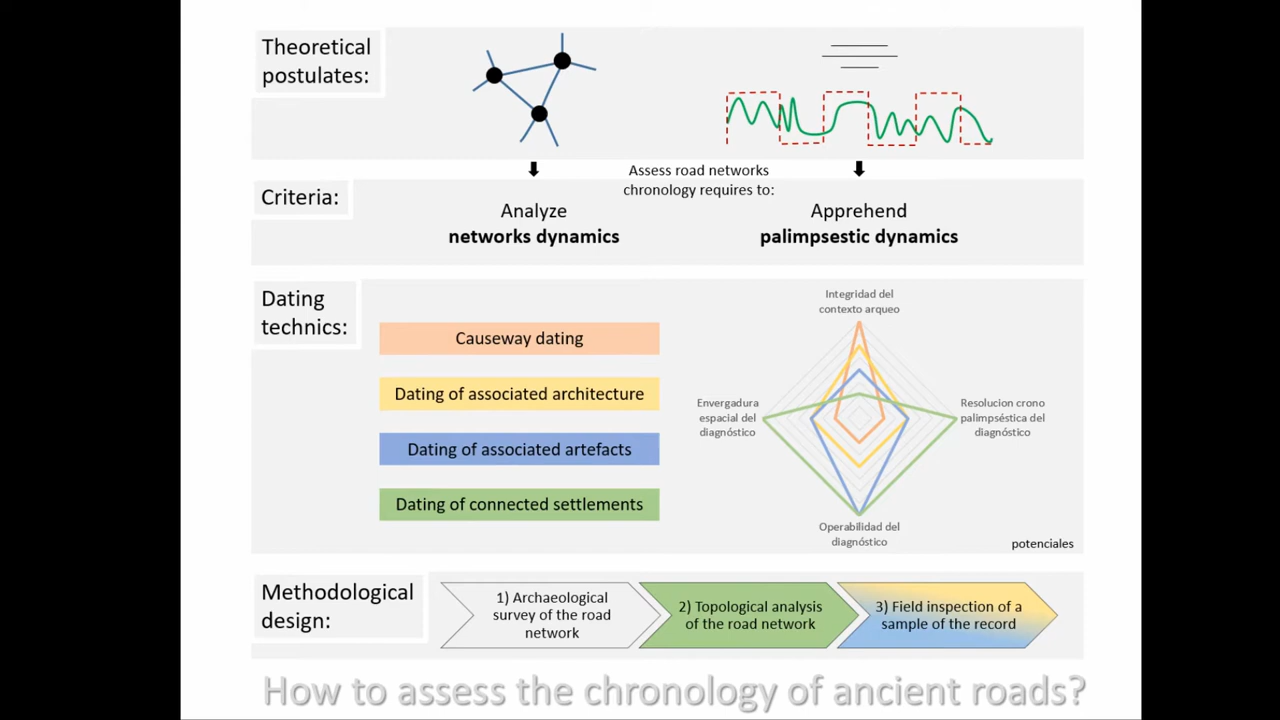 Theoretical
postulates:
Assess road networks
chronology requires to:
Criteria:
Analyze
networks dynamics
Apprehend
palimpsestic dynamics
Dating
technics:
Causeway dating
Dating of associated architecture
Dating of associated artefacts
Dating of connected settlements
Integridad del
contexto arqueo
Envergadura
espacial del
diagnóstico
Resolucion crono
palimpséstica del
diagnóstico
Operabilidad del
diagnóstico
potenciales
Methodological
design:
1) Archaeological
survey of the road
network
2) Topological analysis
of the road network
3) Field inspection of a
sample of the record
How to assess the chronology of ancient roads?